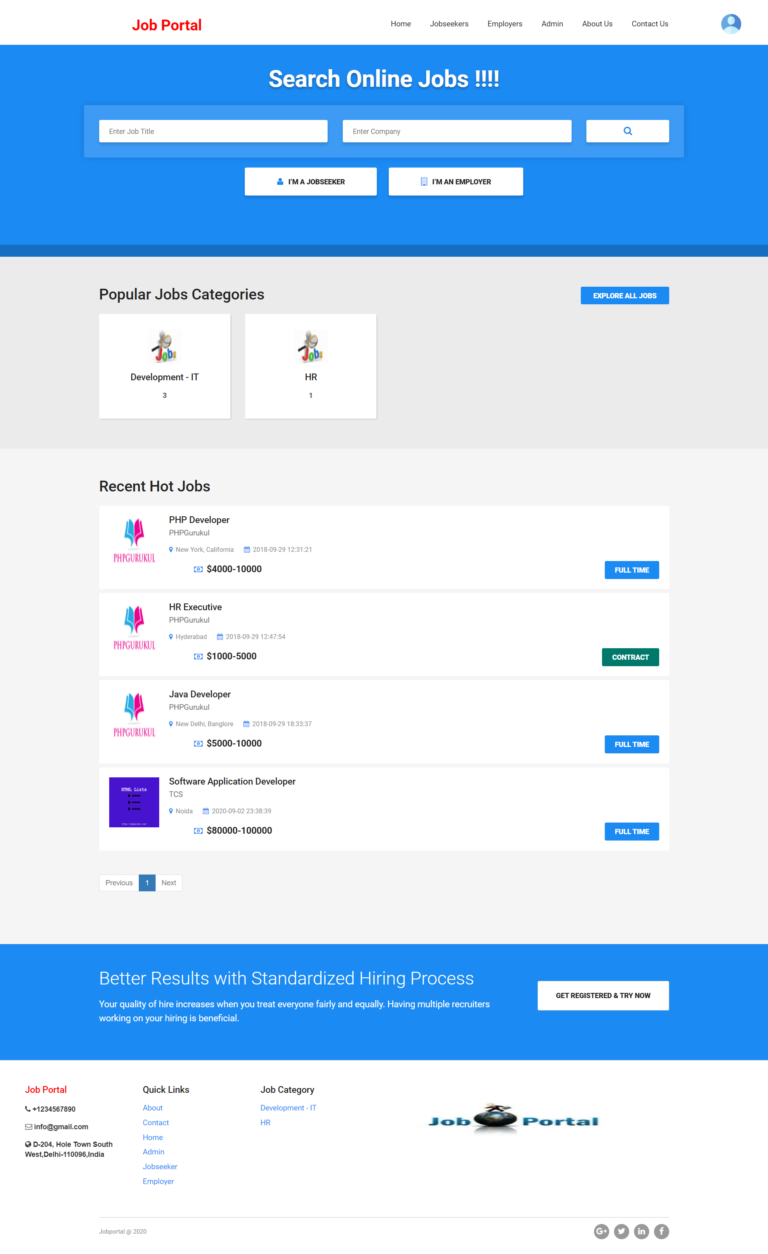 Job Portal
Home Jobseekers Employers Admin About Us Contact Us
Search Online Jobs !!!!
Enter Job Title
Enter Company
I'M A JOBSEEKER
I'M AN EMPLOYER
Popular Jobs Categories
EXPLORE ALL JOBS
Jobs
Development - IT
3
Jobs
HR
1
Recent Hot Jobs
PHPGURUKUL
PHP Developer
PHPGurukul
New York, California 2018-09-29 12:31:21
$4000-10000
FULL TIME
PHPGURUKUL
HR Executive
PHPGurukul
Hyderabad 2018-09-29 12:47:54
$1000-5000
CONTRACT
PHPGURUKUL
Java Developer
PHPGurukul
New Delhi, Banglore 2018-09-29 18:33:37
$5000-10000
FULL TIME
HTML Lists
Software Application Developer
TCS
Noida 2020-09-02 23:38:39
$80000-100000
FULL TIME
Previous 1 Next
Better Results with Standardized Hiring Process
Your quality of hire increases when you treat everyone fairly and equally. Having multiple recruiters
working on your hiring is beneficial.
GET REGISTERED & TRY NOW
Job Portal
+1234567890
info@gmail.com
D-204, Hole Town South
West,Delhi-110096,India
Quick Links
About
Contact
Home
Admin
Jobseeker
Employer
Job Category
Development - IT
HR
Job Portal
Jobportal @ 2020